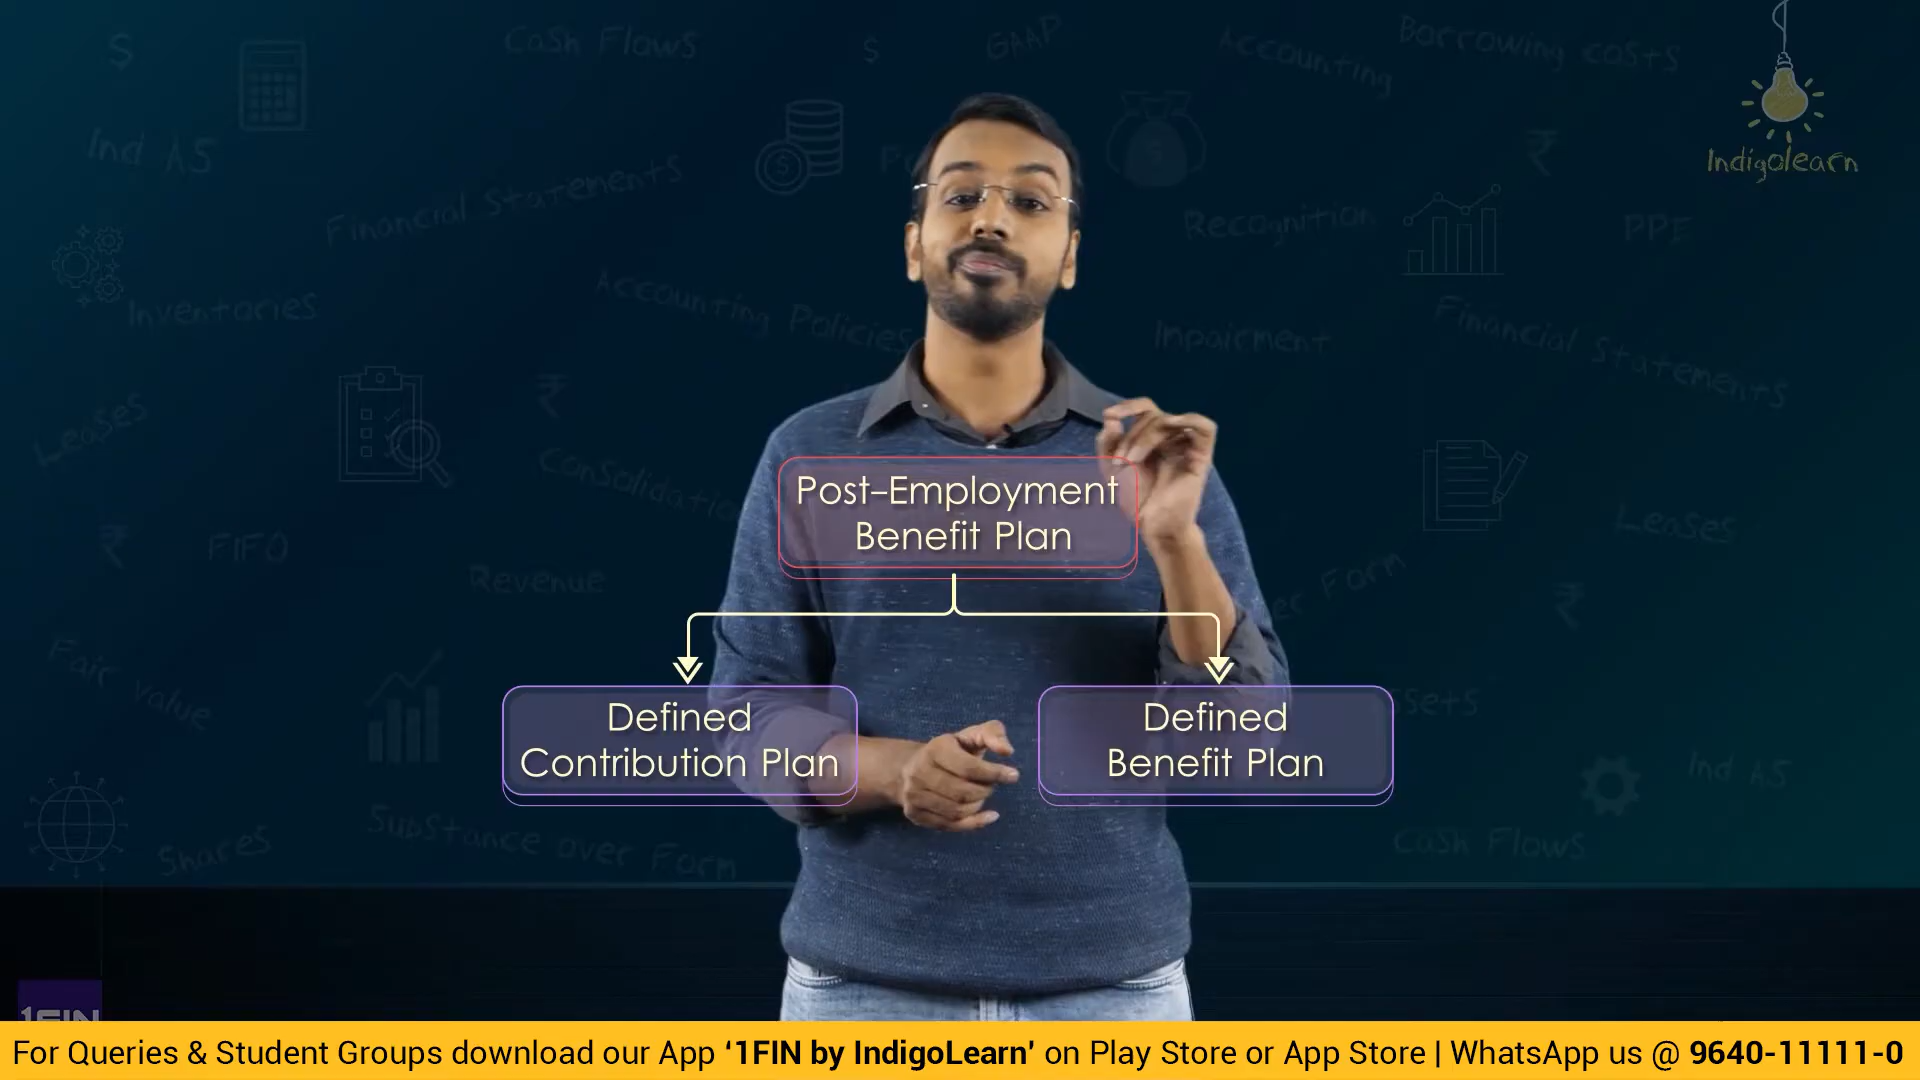 $
Cash Flows
$
GAAP
Accounting
Borrowing costs
Ind AS
Financial Statements
₹
Indigolearn
Recognition
PPE
Inventories
Accounting Policies
Impairment
Financial Statements
Leases
₹
Post-Employment
Benefit Plan
₹
FIFO
Revenue
Leases
₹
Fair value
Defined
Contribution Plan
Defined
Benefit Plan
Ind AS
Shares
Substance over Form
Cash Flows
1FIN
For Queries & Student Groups download our App ‘1FIN by IndigoLearn’ on Play Store or App Store | WhatsApp us @ 9640-11111-0